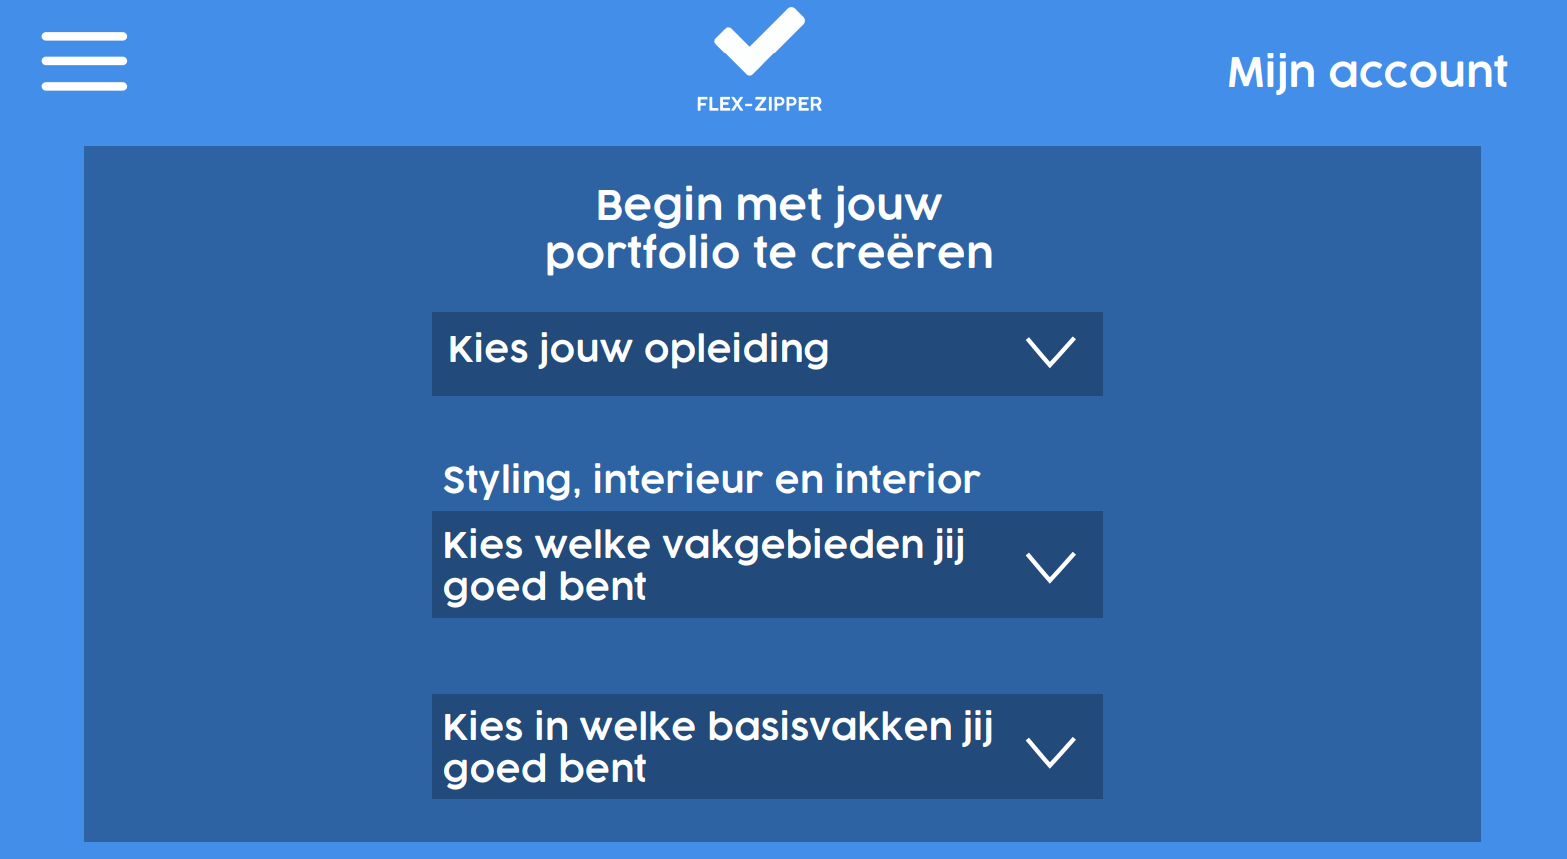 FLEX-ZIPPER
Mijn account
Begin met jouw
portfolio te creëren
Kies jouw opleiding
Styling, interieur en interior
Kies welke vakgebieden jij
goed bent
Kies in welke basisvakken jij
goed bent